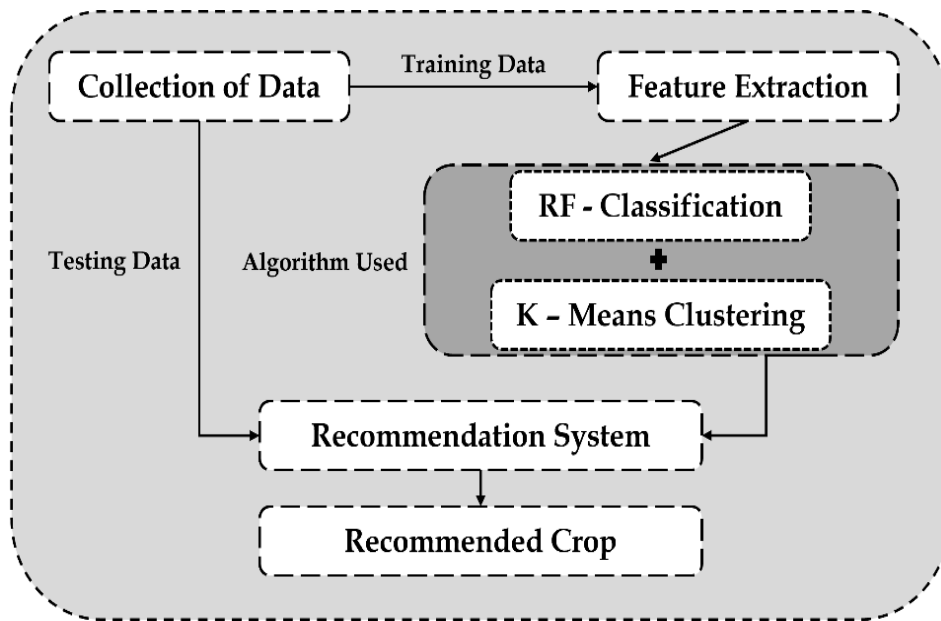 Collection of Data
Training Data
Feature Extraction
RF - Classification
+
K – Means Clustering
Testing Data
Algorithm Used
Recommendation System
Recommended Crop